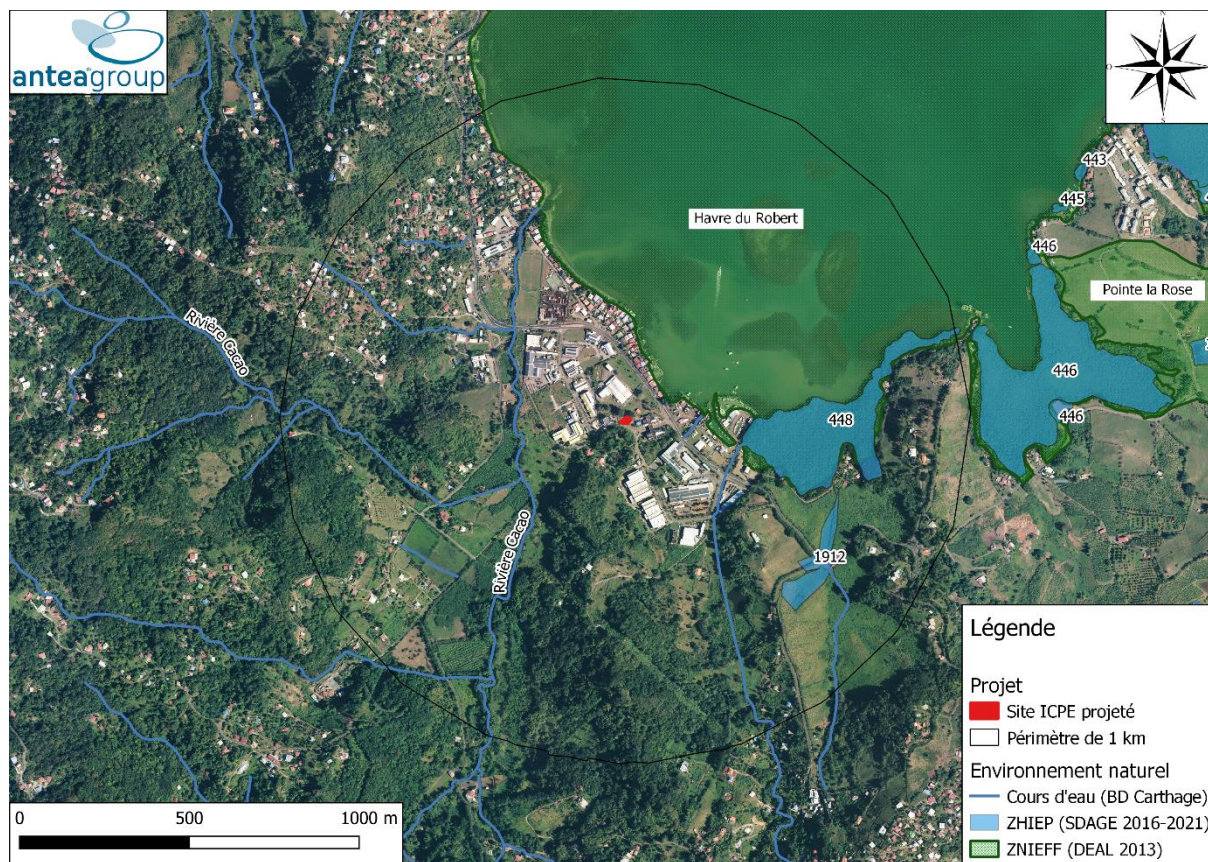 anteagroup
N
O
E
S
443
445
446
Havre du Robert
Pointe la Rose
Rivière Cacao
446
446
448
1912
Rivière Cacao
Légende
Projet
Site ICPE projeté
Périmètre de 1 km
Environnement naturel
Cours d'eau (BD Carthage)
ZHIEP (SDAGE 2016-2021)
ZNIEFF (DEAL 2013)
0 500 1000 m